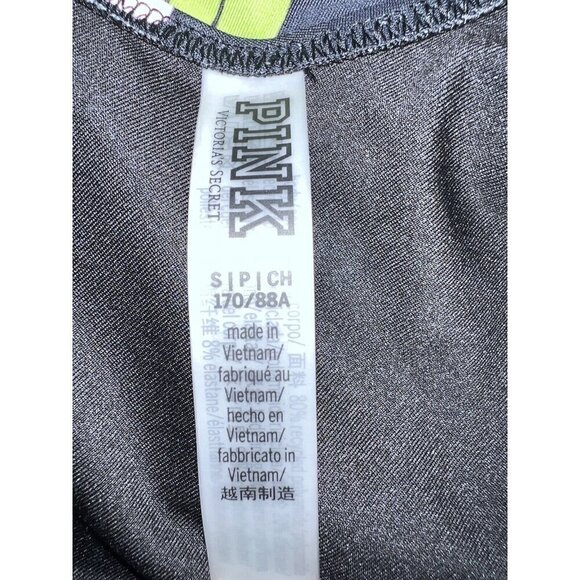 PINK
VICTORIA'S SECRET
S | P | CH
170/88A
made in
Vietnam/
fabriqué au
Vietnam/
hecho en
Vietnam/
fabbricato in
Vietnam/
越南制造